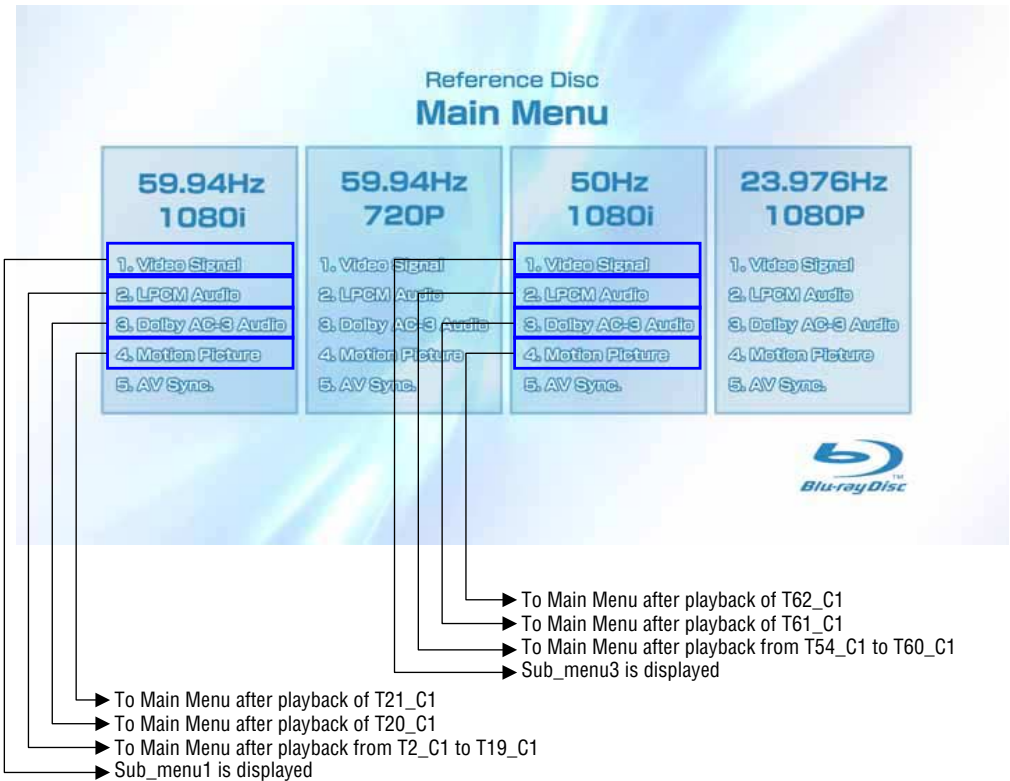 Reference Disc
Main Menu
59.94Hz
1080i
1. Video Signal
2. LPCM Audio
3. Dolby AC-3 Audio
4. Motion Picture
5. AV Sync.
59.94Hz
720P
1. Video Signal
2. LPCM Audio
3. Dolby AC-3 Audio
4. Motion Picture
5. AV Sync.
50Hz
1080i
1. Video Signal
2. LPCM Audio
3. Dolby AC-3 Audio
4. Motion Picture
5. AV Sync.
23.976Hz
1080P
1. Video Signal
2. LPCM Audio
3. Dolby AC-3 Audio
4. Motion Picture
5. AV Sync.
Blu-ray Disc™
To Main Menu after playback of T62_C1
To Main Menu after playback of T61_C1
To Main Menu after playback from T54_C1 to T60_C1
Sub_menu3 is displayed
To Main Menu after playback of T21_C1
To Main Menu after playback of T20_C1
To Main Menu after playback from T2_C1 to T19_C1
Sub_menu1 is displayed